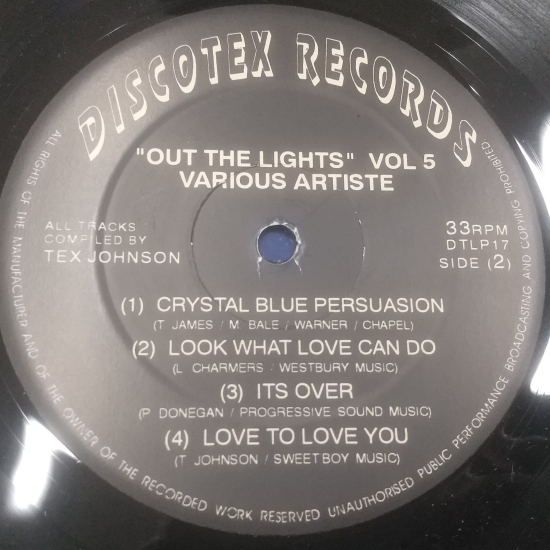 DISCOTEX RECORDS
"OUT THE LIGHTS" VOL 5
VARIOUS ARTISTE
ALL TRACKS
COMPILED BY
TEX JOHNSON
33RPM
DTLP17
SIDE (2)
(1) CRYSTAL BLUE PERSUASION
(T. JAMES / M. BALE / WARNER / CHAPEL)
(2) LOOK WHAT LOVE CAN DO
(L CHARMERS / WESTBURY MUSIC)
(3) ITS OVER
(P DONEGAN / PROGRESSIVE SOUND MUSIC)
(4) LOVE TO LOVE YOU
(T JOHNSON / SWEETBOY MUSIC)
ALL RIGHTS OF THE MANUFACTURER AND OF THE OWNER OF THE RECORDED WORK RESERVED UNAUTHORISED PUBLIC PERFORMANCE BROADCASTING AND COPYING PROHIBITED